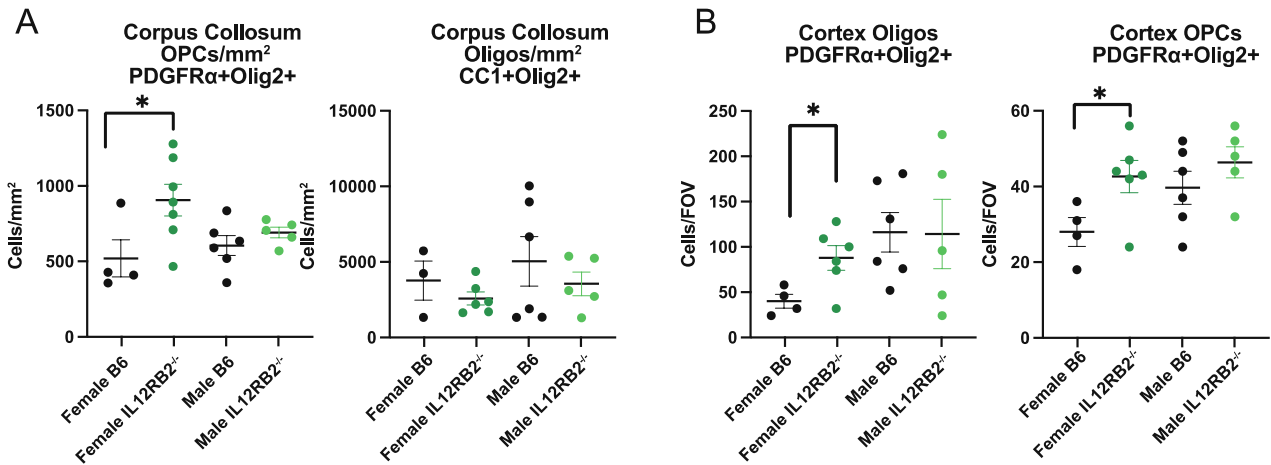 A
Corpus Collosum
OPCs/mm²
PDGFRα+Olig2+
Cells/mm²
1500
1000
500
0
*
Female B6
Female IL12RB2-/-
Male B6
Male IL12RB2-/-
Corpus Collosum
Oligos/mm²
CC1+Olig2+
Cells/mm²
15000
10000
5000
0
Female B6
Female IL12RB2-/-
Male B6
Male IL12RB2-/-
B
Cortex Oligos
PDGFRα+Olig2+
Cells/FOV
250
200
150
100
50
0
*
Female B6
Female IL12RB2-/-
Male B6
Male IL12RB2-/-
Cortex OPCs
PDGFRα+Olig2+
Cells/FOV
60
40
20
0
*
Female B6
Female IL12RB2-/-
Male B6
Male IL12RB2-/-